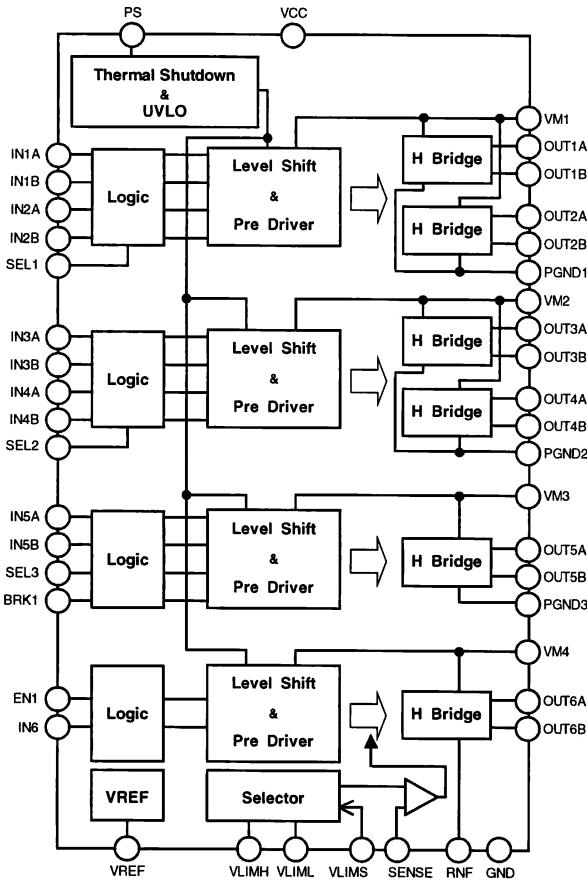 PS
VCC
Thermal Shutdown
&
UVLO
VM1
IN1A
IN1B
IN2A
IN2B
SEL1
Logic
Level Shift
&
Pre Driver
H Bridge
H Bridge
OUT1A
OUT1B
OUT2A
OUT2B
PGND1
VM2
IN3A
IN3B
IN4A
IN4B
SEL2
Logic
Level Shift
&
Pre Driver
H Bridge
H Bridge
OUT3A
OUT3B
OUT4A
OUT4B
PGND2
VM3
IN5A
IN5B
SEL3
BRK1
Logic
Level Shift
&
Pre Driver
H Bridge
OUT5A
OUT5B
PGND3
VM4
EN1
IN6
Logic
Level Shift
&
Pre Driver
H Bridge
OUT6A
OUT6B
VREF
Selector
VREF
VLIMH
VLIML
VLIMS
SENSE
RNF
GND